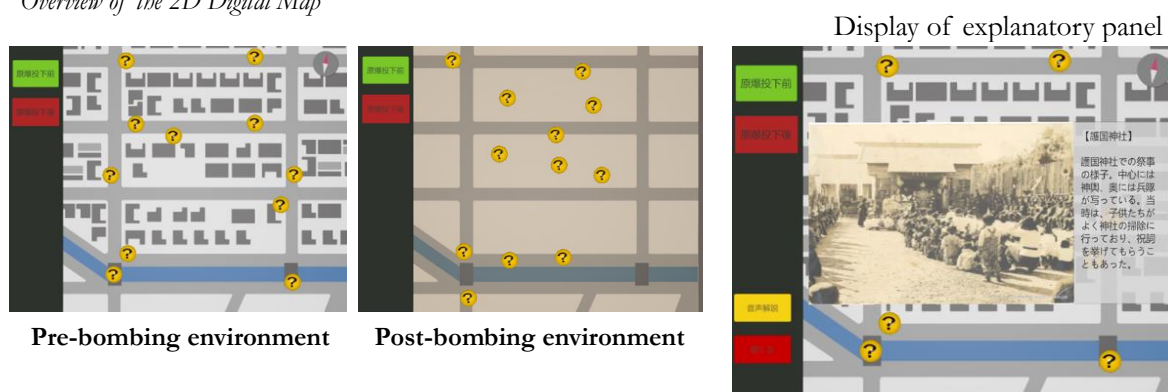 Overview of the 2D Digital Map
原爆投下前
原爆投下後
?
?
?
?
?
?
?
?
?
?
?
Pre-bombing environment
原爆投下前
原爆投下後
?
?
?
?
?
?
?
?
?
?
?
?
Post-bombing environment
Display of explanatory panel
原爆投下前
原爆投下後
?
?
【護国神社】
護国神社での祭事
の様子。中心には
神輿、奥には兵隊
が写っている。当
時は、子供たちが
よく神社の掃除に
行っており、祝詞
を挙げてもらうこ
ともあった。
音声解説
?
?
?